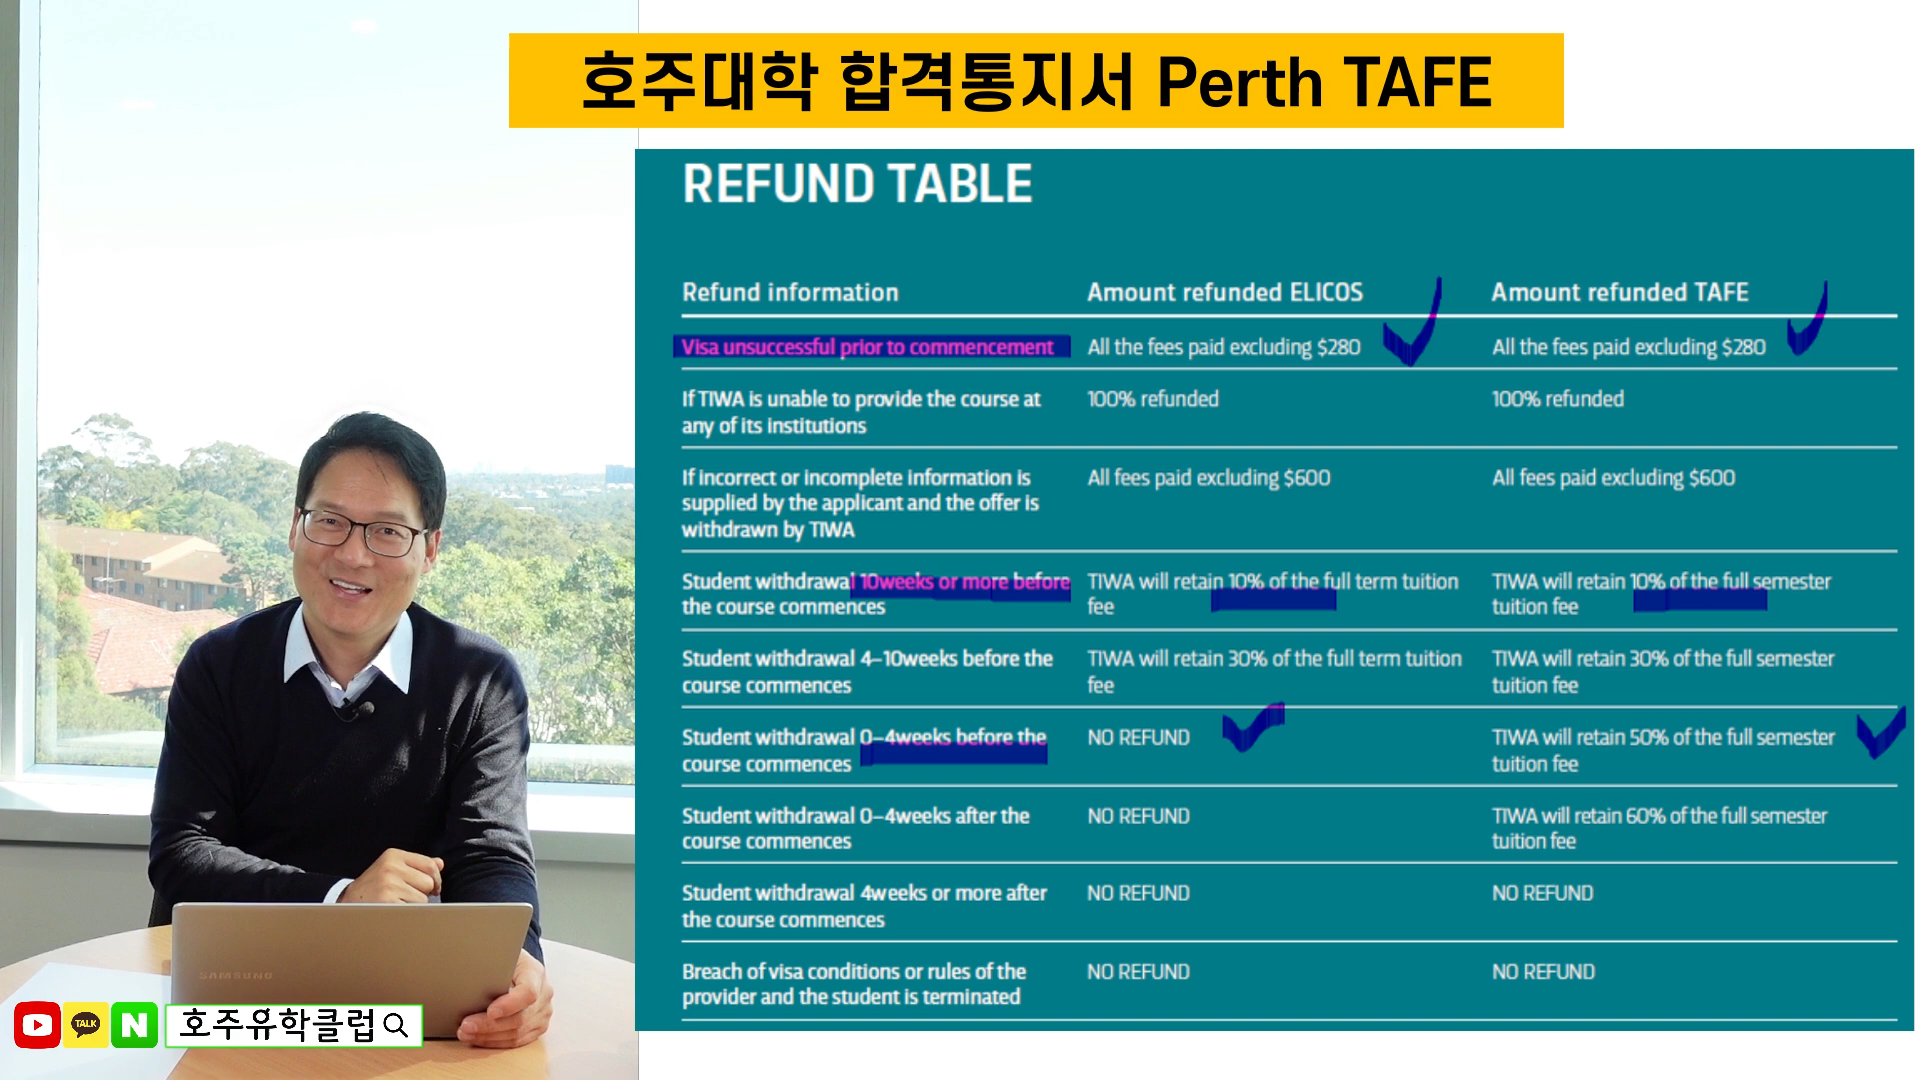 호주대학 합격통지서 Perth TAFE
REFUND TABLE
Refund information
Amount refunded ELICOS
Amount refunded TAFE
Visa unsuccessful prior to commencement
All the fees paid excluding $280
All the fees paid excluding $280
If TIWA is unable to provide the course at
any of its institutions
100% refunded
100% refunded
If incorrect or incomplete information is
supplied by the applicant and the offer is
withdrawn by TIWA
All fees paid excluding $600
All fees paid excluding $600
Student withdrawal 10weeks or more before
the course commences
TIWA will retain 10% of the full term tuition
fee
TIWA will retain 10% of the full semester
tuition fee
Student withdrawal 4–10weeks before the
course commences
TIWA will retain 30% of the full term tuition
fee
TIWA will retain 30% of the full semester
tuition fee
Student withdrawal 0–4weeks before the
course commences
NO REFUND
TIWA will retain 50% of the full semester
tuition fee
Student withdrawal 0–4weeks after the
course commences
NO REFUND
TIWA will retain 60% of the full semester
tuition fee
Student withdrawal 4weeks or more after
the course commences
NO REFUND
NO REFUND
Breach of visa conditions or rules of the
provider and the student is terminated
NO REFUND
NO REFUND
SAMSUNG
TALK
N
호주유학클럽